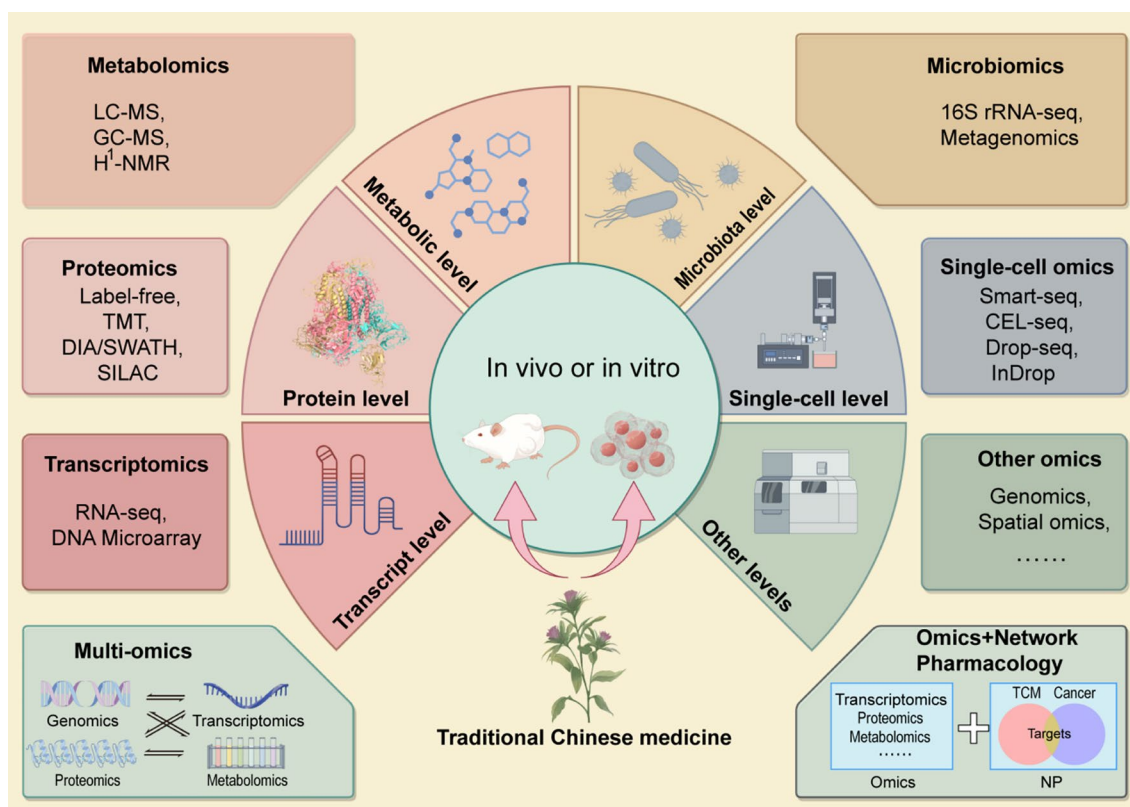 Metabolomics
LC-MS,
GC-MS,
H¹-NMR
Microbiomics
16S rRNA-seq,
Metagenomics
Metabolic level
Microbiota level
Proteomics
Label-free,
TMT,
DIA/SWATH,
SILAC
Protein level
Single-cell level
Single-cell omics
Smart-seq,
CEL-seq,
Drop-seq,
InDrop
In vivo or in vitro
Transcriptomics
RNA-seq,
DNA Microarray
Transcript level
Other levels
Other omics
Genomics,
Spatial omics,
……
Multi-omics
Genomics
Transcriptomics
Proteomics
Metabolomics
Traditional Chinese medicine
Omics+Network
Pharmacology
Transcriptomics
Proteomics
Metabolomics
……
Omics
TCM Cancer
Targets
NP